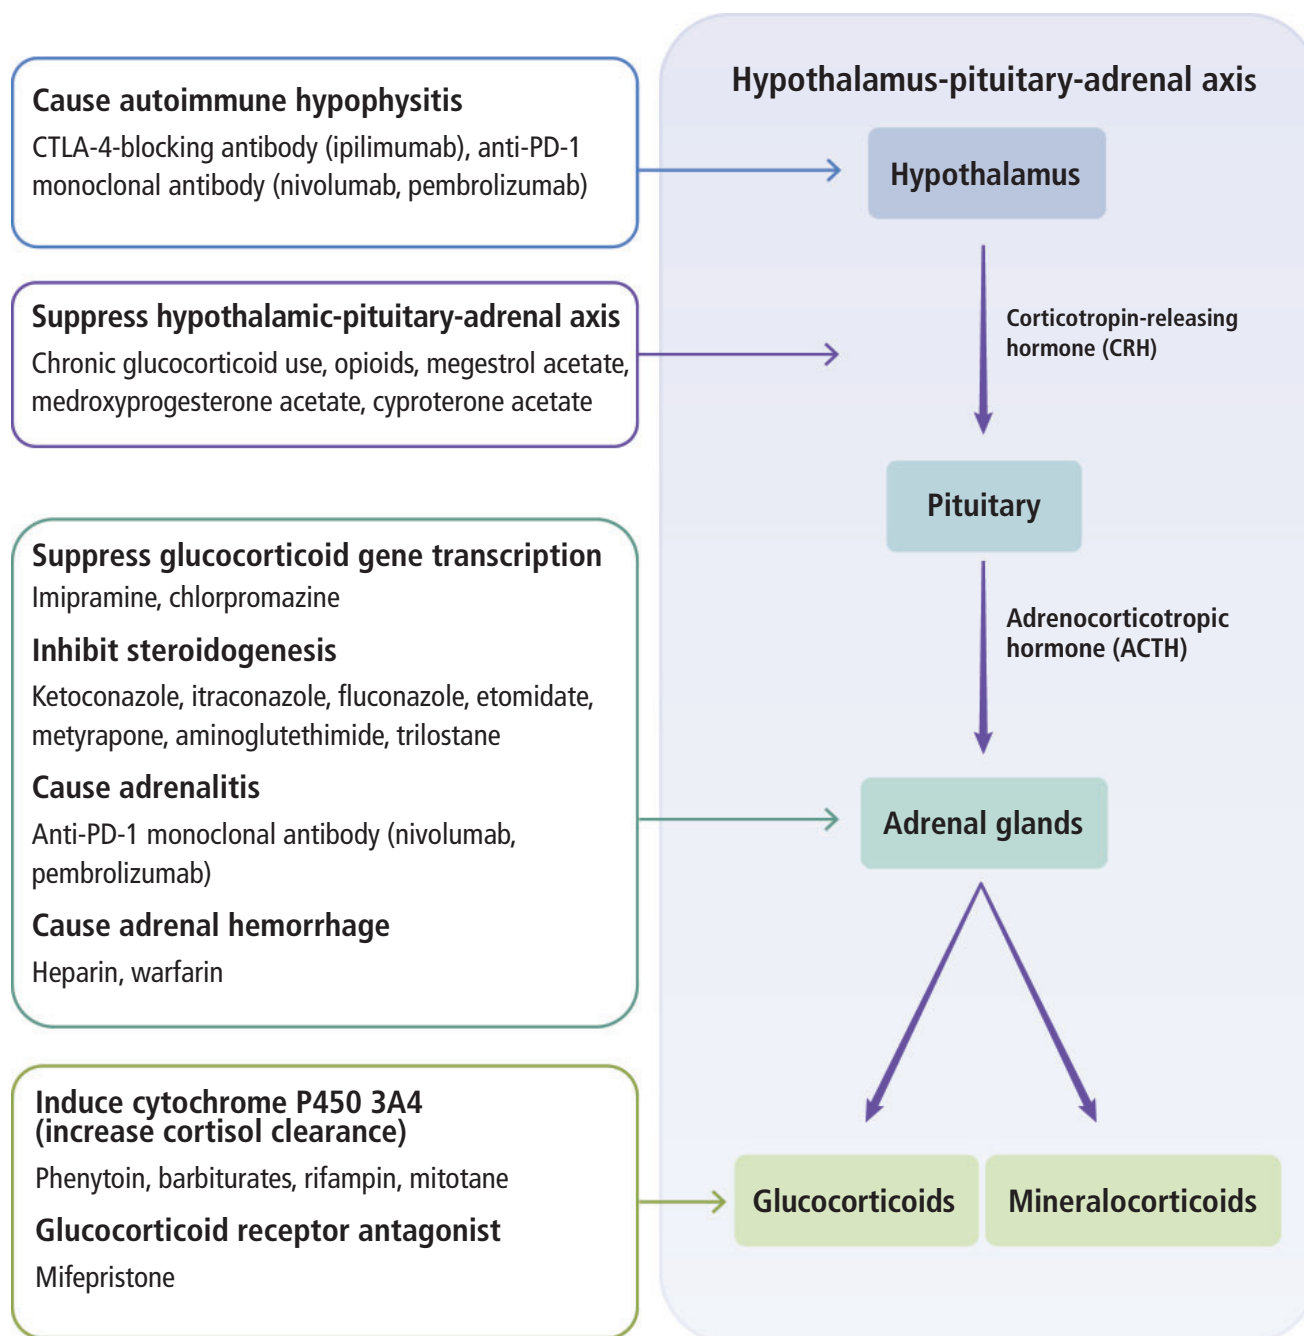 Cause autoimmune hypophysitis
CTLA-4-blocking antibody (ipilimumab), anti-PD-1
monoclonal antibody (nivolumab, pembrolizumab)
Suppress hypothalamic-pituitary-adrenal axis
Chronic glucocorticoid use, opioids, megestrol acetate,
medroxyprogesterone acetate, cyproterone acetate
Suppress glucocorticoid gene transcription
Imipramine, chlorpromazine
Inhibit steroidogenesis
Ketoconazole, itraconazole, fluconazole, etomidate,
metyrapone, aminoglutethimide, trilostane
Cause adrenalitis
Anti-PD-1 monoclonal antibody (nivolumab,
pembrolizumab)
Cause adrenal hemorrhage
Heparin, warfarin
Induce cytochrome P450 3A4
(increase cortisol clearance)
Phenytoin, barbiturates, rifampin, mitotane
Glucocorticoid receptor antagonist
Mifepristone
Hypothalamus-pituitary-adrenal axis
Hypothalamus
Corticotropin-releasing
hormone (CRH)
Pituitary
Adrenocorticotropic
hormone (ACTH)
Adrenal glands
Glucocorticoids
Mineralocorticoids